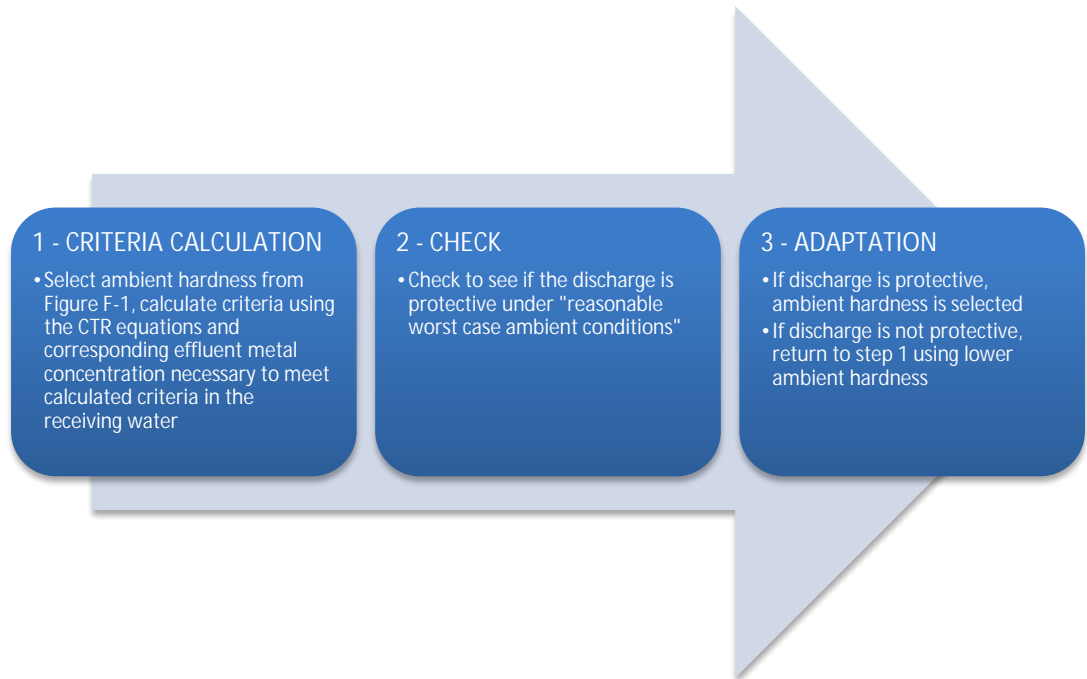 1 - CRITERIA CALCULATION
• Select ambient hardness from
Figure F-1, calculate criteria using
the CTR equations and
corresponding effluent metal
concentration necessary to meet
calculated criteria in the
receiving water
2 - CHECK
• Check to see if the discharge is
protective under "reasonable
worst case ambient conditions"
3 - ADAPTATION
• If discharge is protective,
ambient hardness is selected
• If discharge is not protective,
return to step 1 using lower
ambient hardness